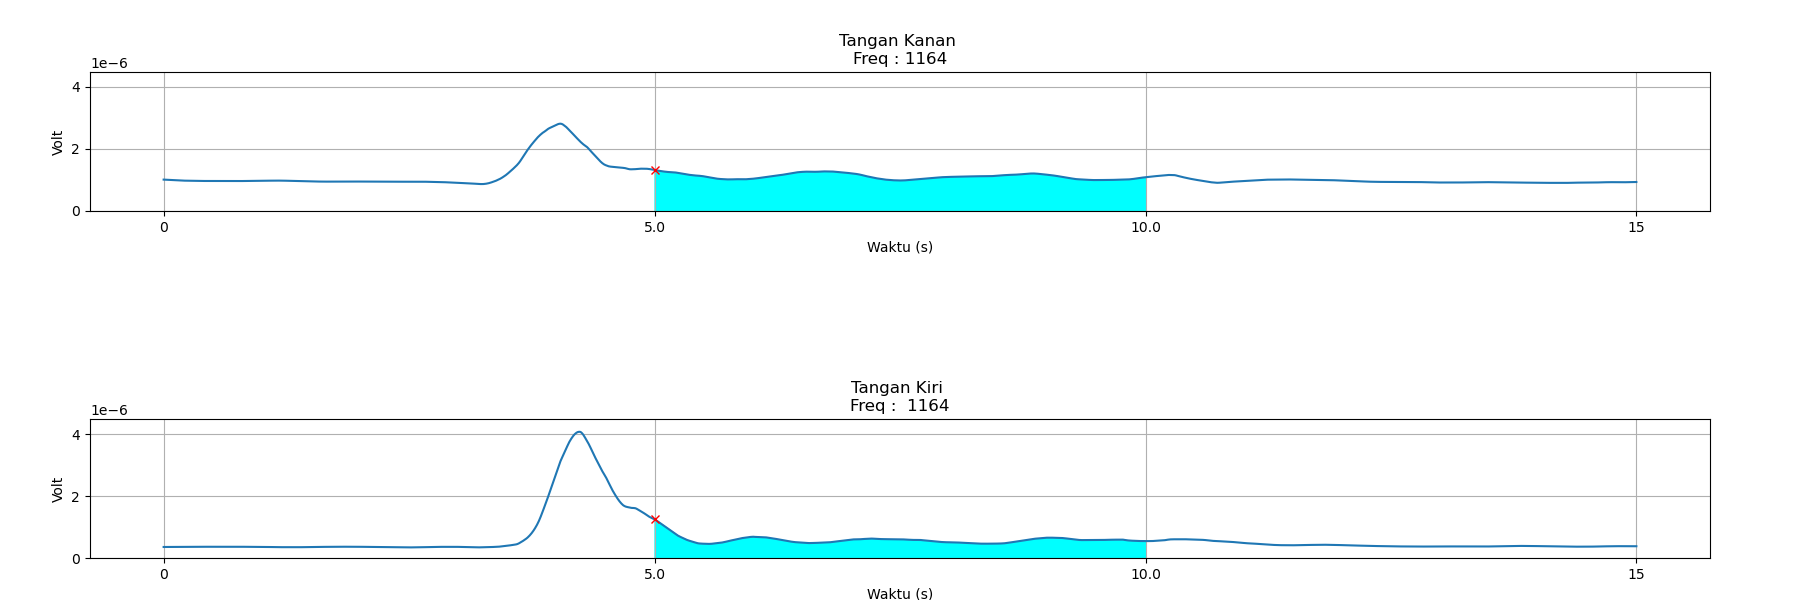 Tangan Kanan
Freq : 1164
1e−6
4
2
0
Volt
0 5.0 10.0 15
Waktu (s)
Tangan Kiri
Freq :  1164
1e−6
4
2
0
Volt
0 5.0 10.0 15
Waktu (s)